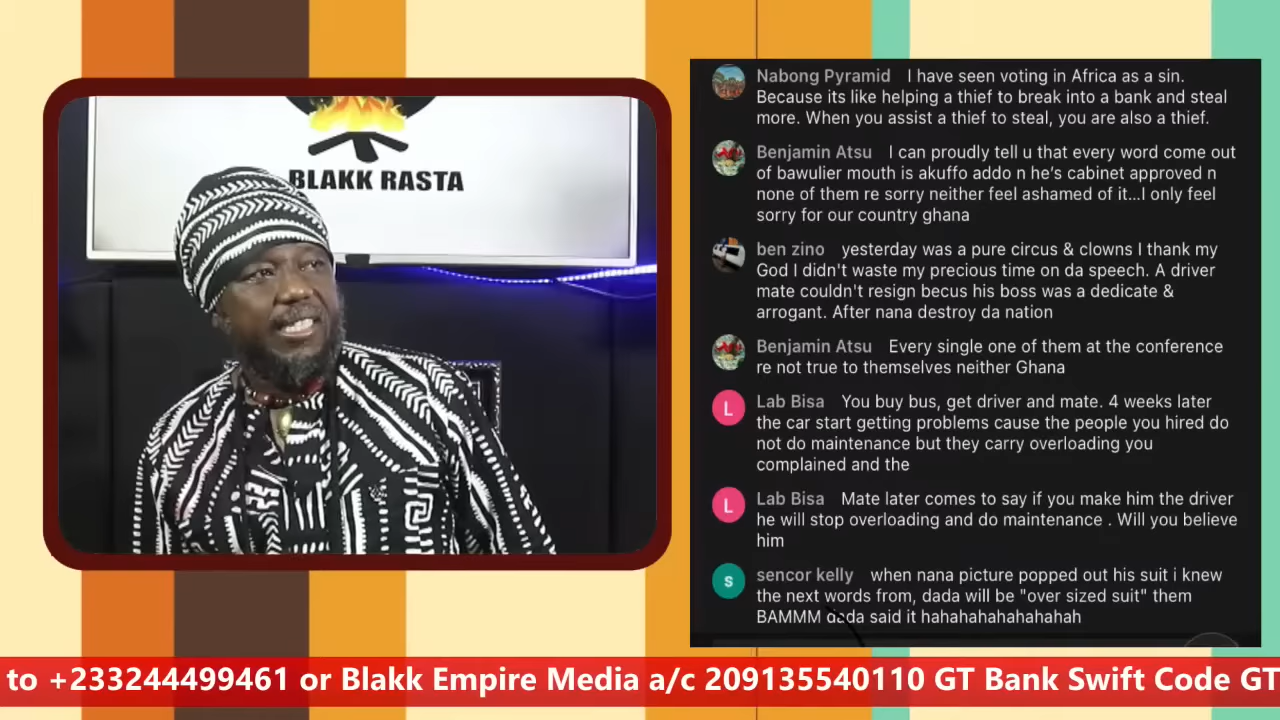 BLAKK RASTA
Nabong Pyramid I have seen voting in Africa as a sin.
Because its like helping a thief to break into a bank and steal
more. When you assist a thief to steal, you are also a thief.
Benjamin Atsu I can proudly tell u that every word come out
of bawulier mouth is akuffo addo n he's cabinet approved n
none of them re sorry neither feel ashamed of it...I only feel
sorry for our country ghana
ben zino yesterday was a pure circus & clowns I thank my
God I didn't waste my precious time on da speech. A driver
mate couldn't resign becus his boss was a dedicate &
arrogant. After nana destroy da nation
Benjamin Atsu Every single one of them at the conference
re not true to themselves neither Ghana
L
Lab Bisa You buy bus, get driver and mate. 4 weeks later
the car start getting problems cause the people you hired do
not do maintenance but they carry overloading you
complained and the
L
Lab Bisa Mate later comes to say if you make him the driver
he will stop overloading and do maintenance . Will you believe
him
s
sencor kelly when nana picture popped out his suit i knew
the next words from, dada will be "over sized suit" them
BAMMM dada said it hahahahahahahahah
to +233244499461 or Blakk Empire Media a/c 209135540110 GT Bank Swift Code GT